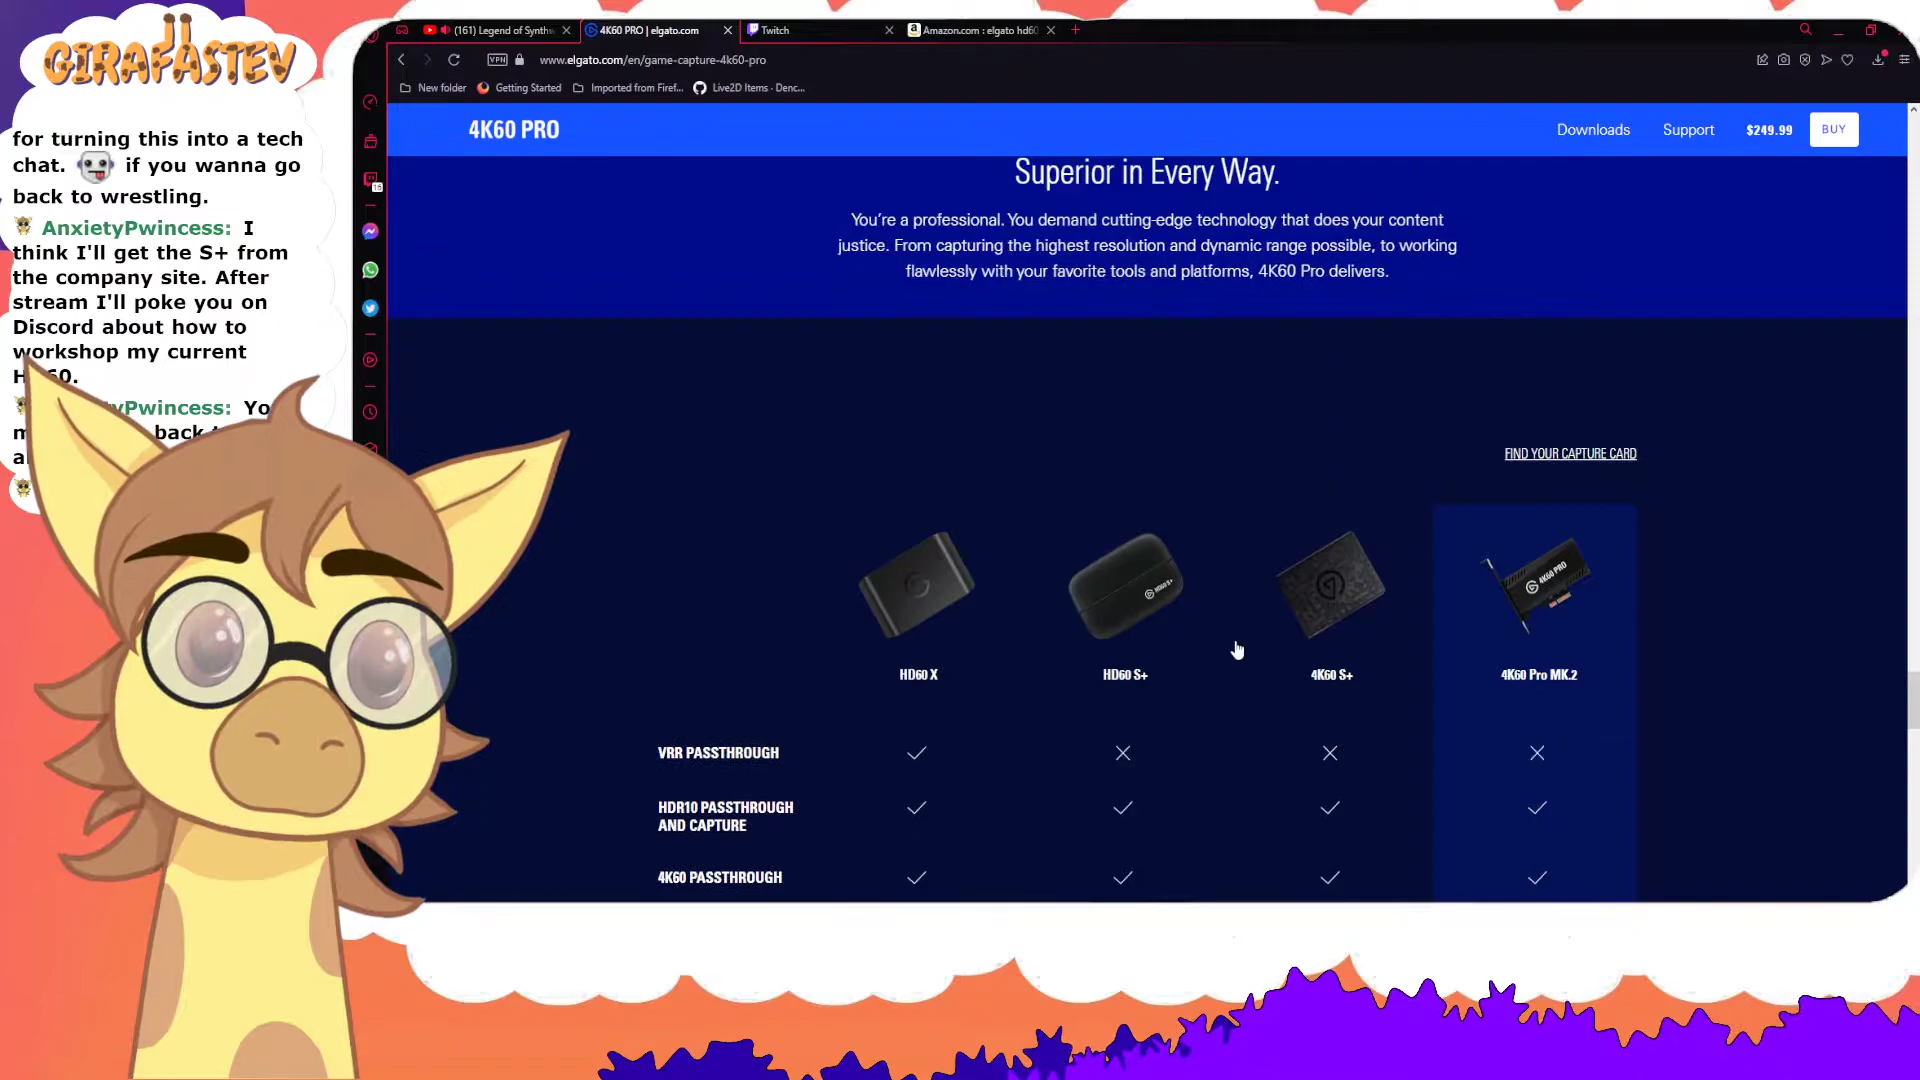 GIRAFASTEV
(161) Legend of Synthw
4K60 PRO | elgato.com
Twitch
Amazon.com : elgato hd60
VPN
www.elgato.com/en/game-capture-4k60-pro
New folder
Getting Started
Imported from Firef...
Live2D Items - Denc...
for turning this into a tech
chat. if you wanna go
back to wrestling.
AnxietyPwincess: I
think I'll get the S+ from
the company site. After
stream I'll poke you on
Discord about how to
workshop my current
16
4K60 PRO
Downloads
Support
$249.99
BUY
Superior in Every Way.
You're a professional. You demand cutting-edge technology that does your content
justice. From capturing the highest resolution and dynamic range possible, to working
flawlessly with your favorite tools and platforms, 4K60 Pro delivers.
FIND YOUR CAPTURE CARD
HD60 S+
4K60 PRO
HD60 X
HD60 S+
4K60 S+
4K60 Pro MK.2
VRR PASSTHROUGH
HDR10 PASSTHROUGH
AND CAPTURE
4K60 PASSTHROUGH